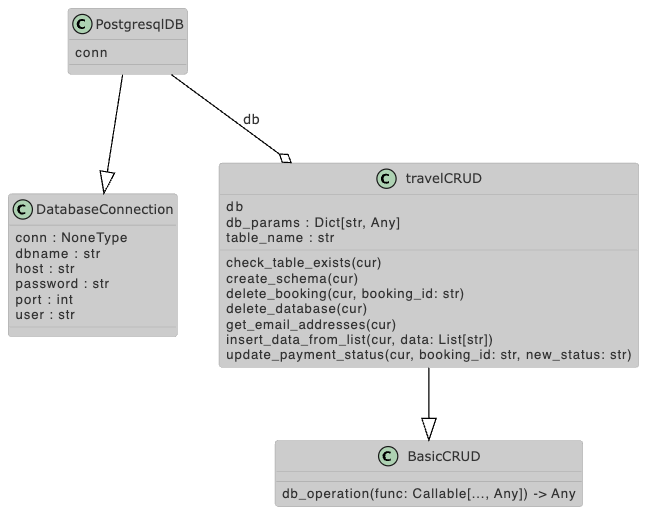 C PostgresqlDB
conn
db
C travelCRUD
db
db_params : Dict[str, Any]
table_name : str
check_table_exists(cur)
create_schema(cur)
delete_booking(cur, booking_id: str)
delete_database(cur)
get_email_addresses(cur)
insert_data_from_list(cur, data: List[str])
update_payment_status(cur, booking_id: str, new_status: str)
C DatabaseConnection
conn : NoneType
dbname : str
host : str
password : str
port : int
user : str
C BasicCRUD
db_operation(func: Callable[..., Any]) -> Any